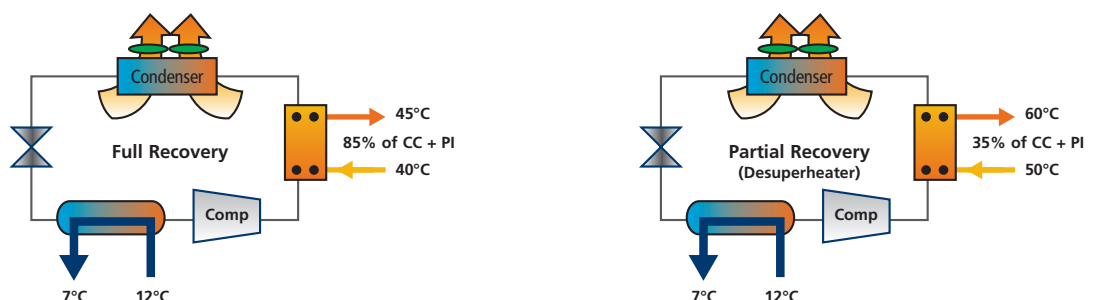 Condenser
45°C
85% of CC + PI
40°C
Full Recovery
Comp
7°C
12°C
Condenser
60°C
35% of CC + PI
50°C
Partial Recovery
(Desuperheater)
Comp
7°C
12°C